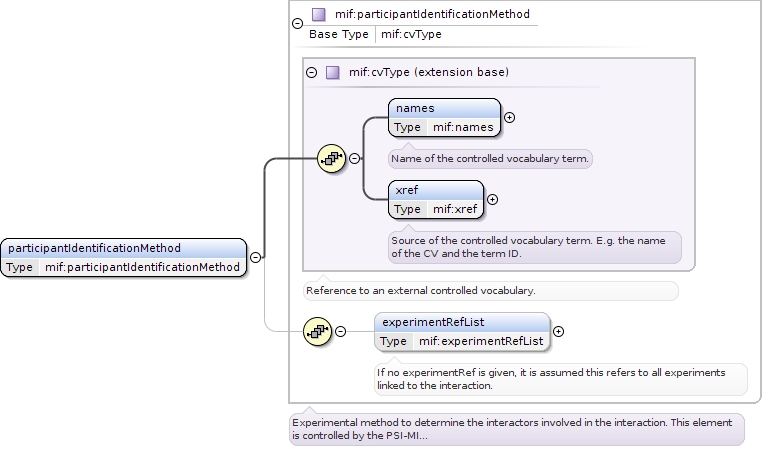 mif:participantIdentificationMethod
Base Type mif:cvType
mif:cvType (extension base)
names
Type mif:names
Name of the controlled vocabulary term.
xref
Type mif:xref
Source of the controlled vocabulary term. E.g. the name
of the CV and the term ID.
participantIdentificationMethod
Type mif:participantIdentificationMethod
Reference to an external controlled vocabulary.
experimentRefList
Type mif:experimentRefList
If no experimentRef is given, it is assumed this refers to all experiments
linked to the interaction.
Experimental method to determine the interactors involved in the interaction. This element
is controlled by the PSI-MI...